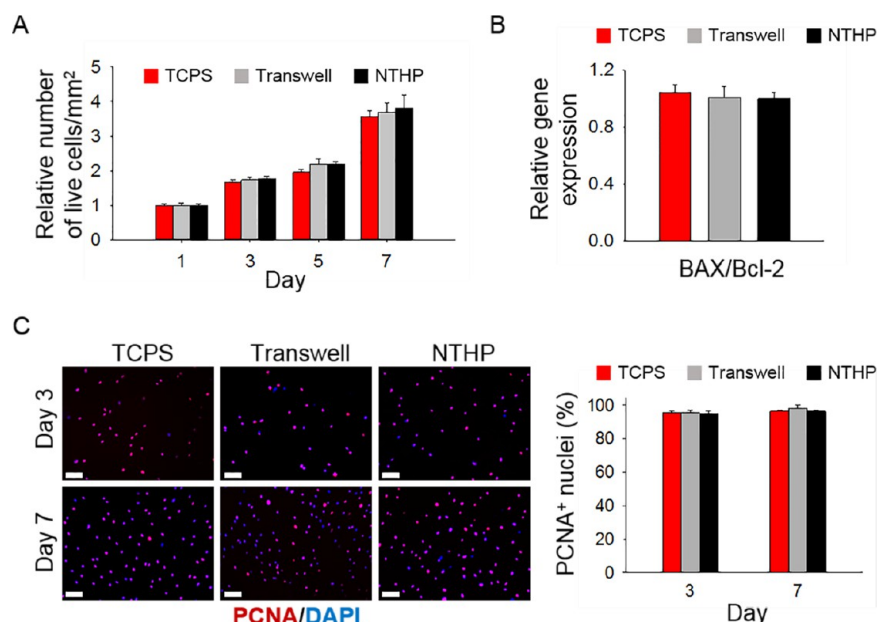 A
TCPS Transwell NTHP
Relative number
of live cells/mm²
5
4
3
2
1
0
1 3 5 7
Day
B
TCPS Transwell NTHP
Relative gene
expression
1.2
0.8
0.4
0.0
BAX/Bcl-2
C
TCPS Transwell NTHP
Day 3
Day 7
PCNA/DAPI
TCPS Transwell NTHP
PCNA⁺ nuclei (%)
100
80
60
40
20
0
3 7
Day